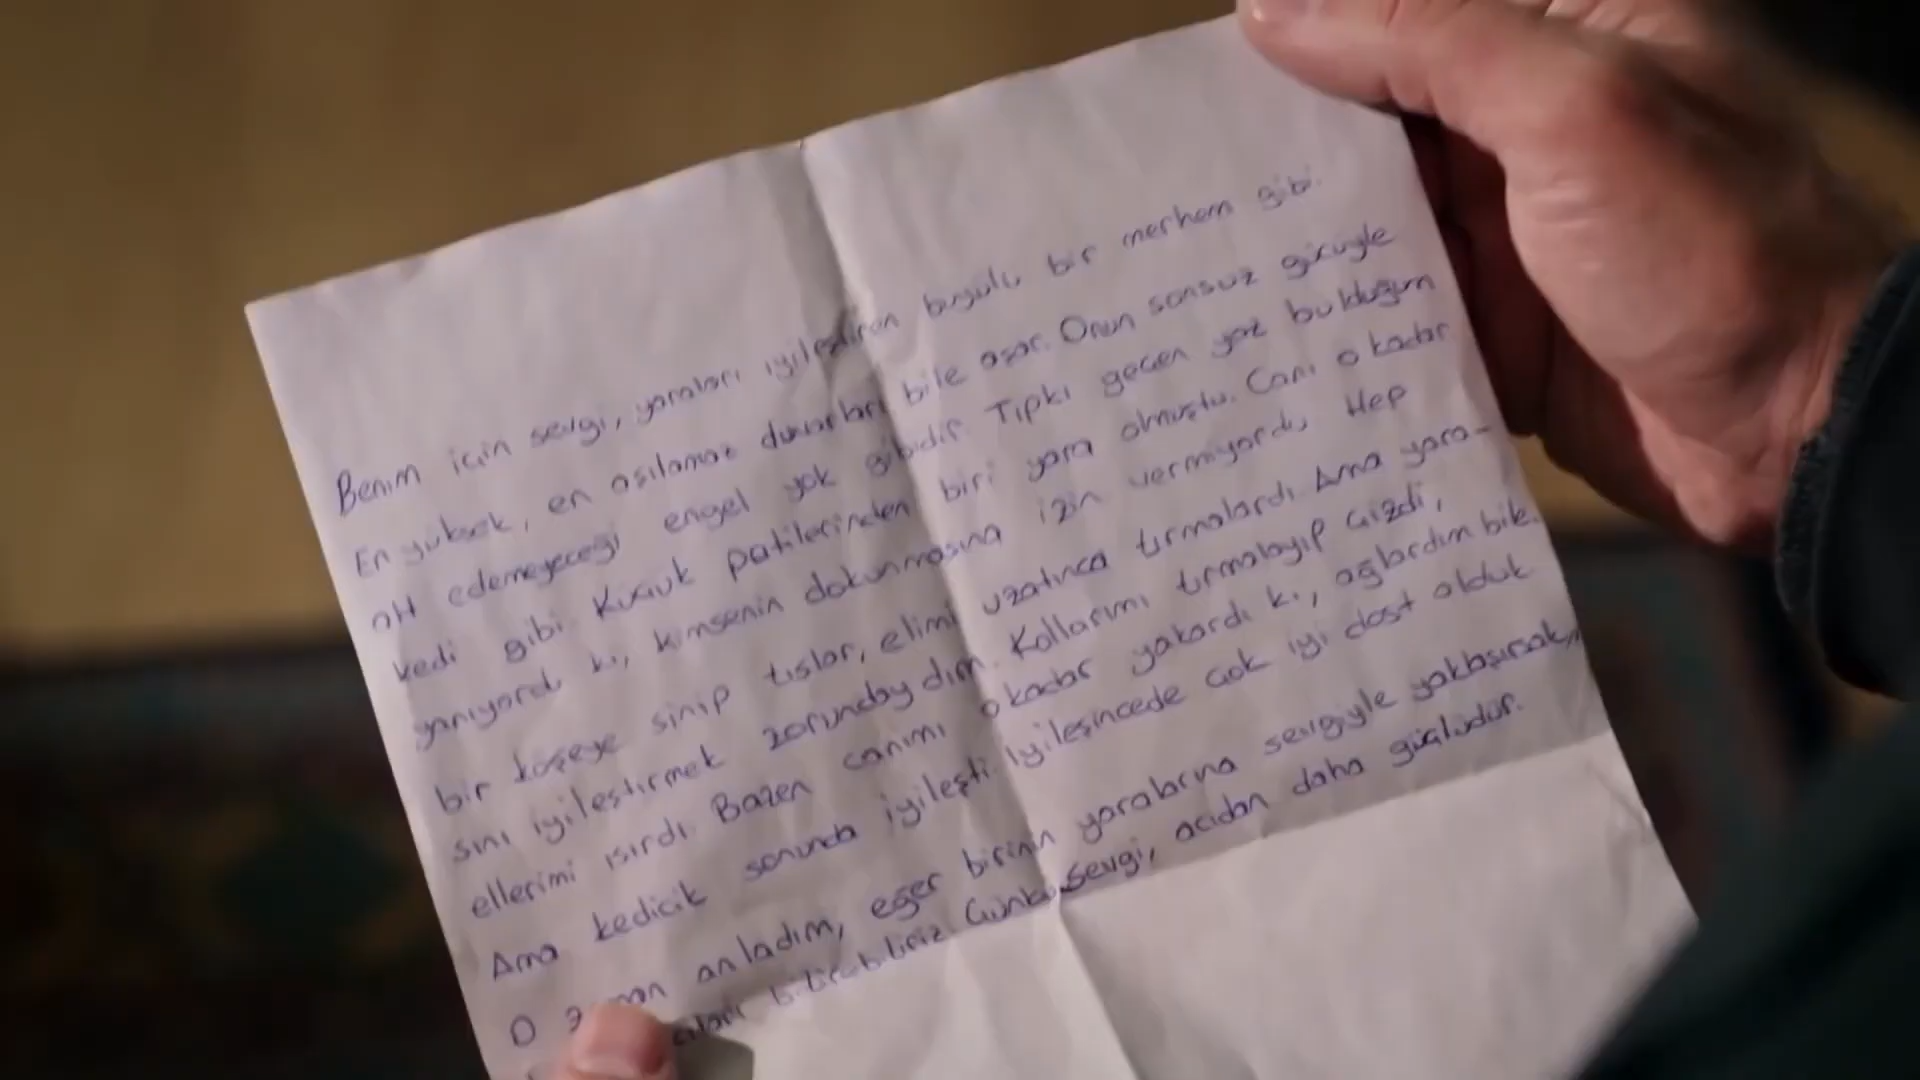 Benim için sevgi, yaraları iyileştiren büyülü bir merhem gibi.
En yüksek, en aşılamaz duvarları bile aşar. Onun sonsuz gücüyle
alt edemeyeceği engel yok gibidir. Tıpkı geçen yaz bulduğum
kedi gibi. Küçük patilerinden biri yara olmuştu. Canı o kadar
yanıyordu ki, kimsenin dokunmasına izin vermiyordu. Hep
bir köşeye sinip tıslar, elimi uzatınca tırmalardı. Ama yara-
sını iyileştirmek zorundaydım. Kollarımı tırmalayıp çizdi,
ellerimi ısırdı. Bazen canımı o kadar yakardı ki, ağlardım bile.
Ama kedicik sonunda iyileşti. İyileşincede çok iyi dost olduk
O anladım, eğer birinin yaralarına sevgiyle yaklaşırsak,
bitirebiliriz. Çünkü sevgi, acıdan daha güçlüdür.